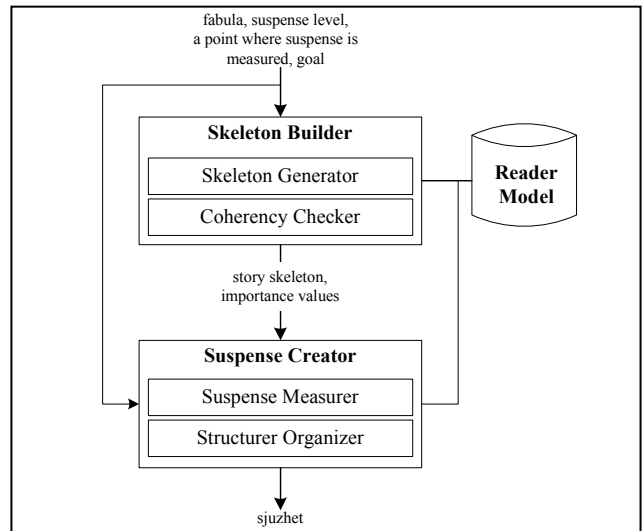 fabula, suspense level,
a point where suspense is
measured, goal
Skeleton Builder
Skeleton Generator
Coherency Checker
Reader
Model
story skeleton,
importance values
Suspense Creator
Suspense Measurer
Structurer Organizer
sjuzhet